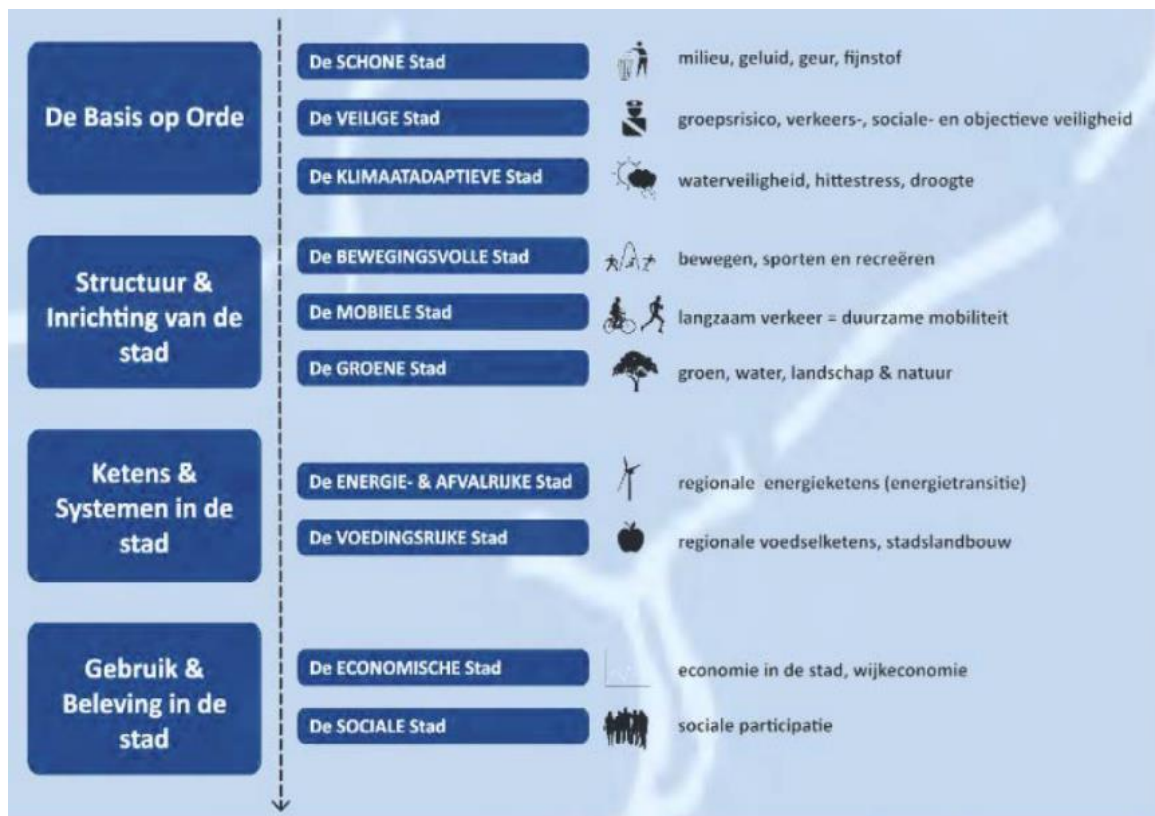 De Basis op Orde
De SCHONE Stad
milieu, geluid, geur, fijnstof
De VEILIGE Stad
groepsrisico, verkeers-, sociale- en objectieve veiligheid
De KLIMAATADAPTIEVE Stad
waterveiligheid, hittestress, droogte
Structuur &
Inrichting van de
stad
De BEWEGINGSVOLLE Stad
bewegen, sporten en recreëren
De MOBIELE Stad
langzaam verkeer = duurzame mobiliteit
De GROENE Stad
groen, water, landschap & natuur
Ketens &
Systemen in de
stad
De ENERGIE- & AFVALRIJKE Stad
regionale energieketens (energietransitie)
De VOEDINGSRIJKE Stad
regionale voedselketens, stadslandbouw
Gebruik &
Beleving in de
stad
De ECONOMISCHE Stad
economie in de stad, wijkeconomie
De SOCIALE Stad
sociale participatie